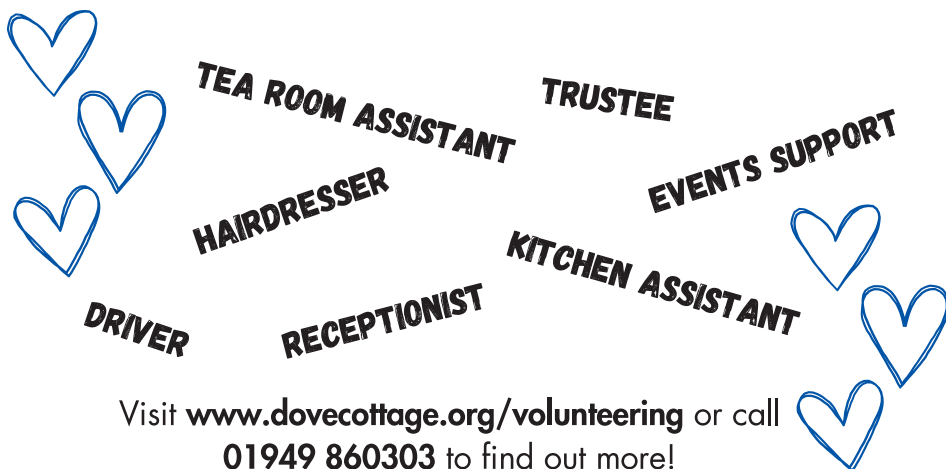 TEA ROOM ASSISTANT
TRUSTEE
EVENTS SUPPORT
HAIRDRESSER
KITCHEN ASSISTANT
DRIVER
RECEPTIONIST
Visit www.dovecottage.org/volunteering or call
01949 860303 to find out more!